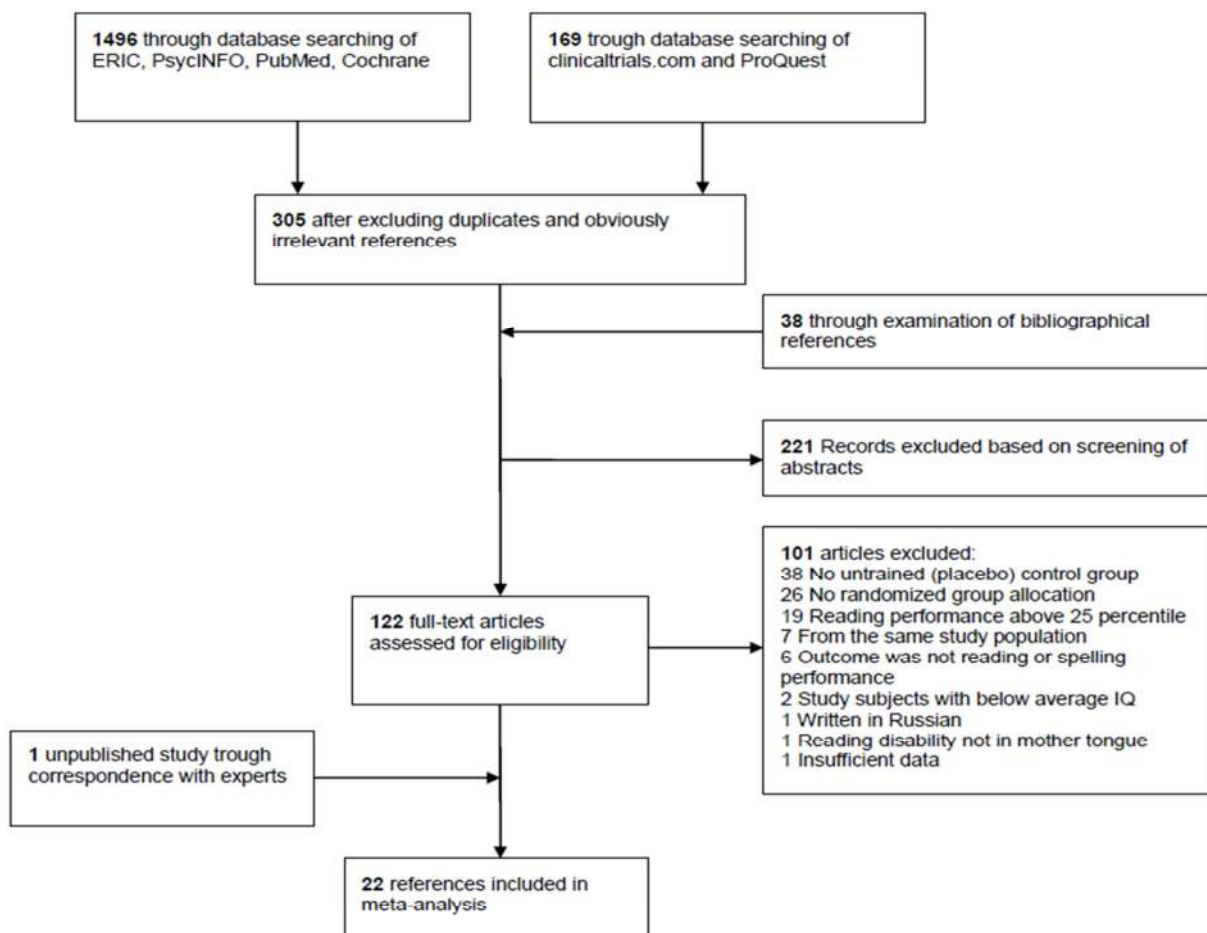 1496 through database searching of
ERIC, PsycINFO, PubMed, Cochrane
169 trough database searching of
clinicaltrials.com and ProQuest
305 after excluding duplicates and obviously
irrelevant references
38 through examination of bibliographical
references
221 Records excluded based on screening of
abstracts
101 articles excluded:
38 No untrained (placebo) control group
26 No randomized group allocation
19 Reading performance above 25 percentile
7 From the same study population
6 Outcome was not reading or spelling
performance
2 Study subjects with below average IQ
1 Written in Russian
1 Reading disability not in mother tongue
1 Insufficient data
122 full-text articles
assessed for eligibility
1 unpublished study trough
correspondence with experts
22 references included in
meta-analysis